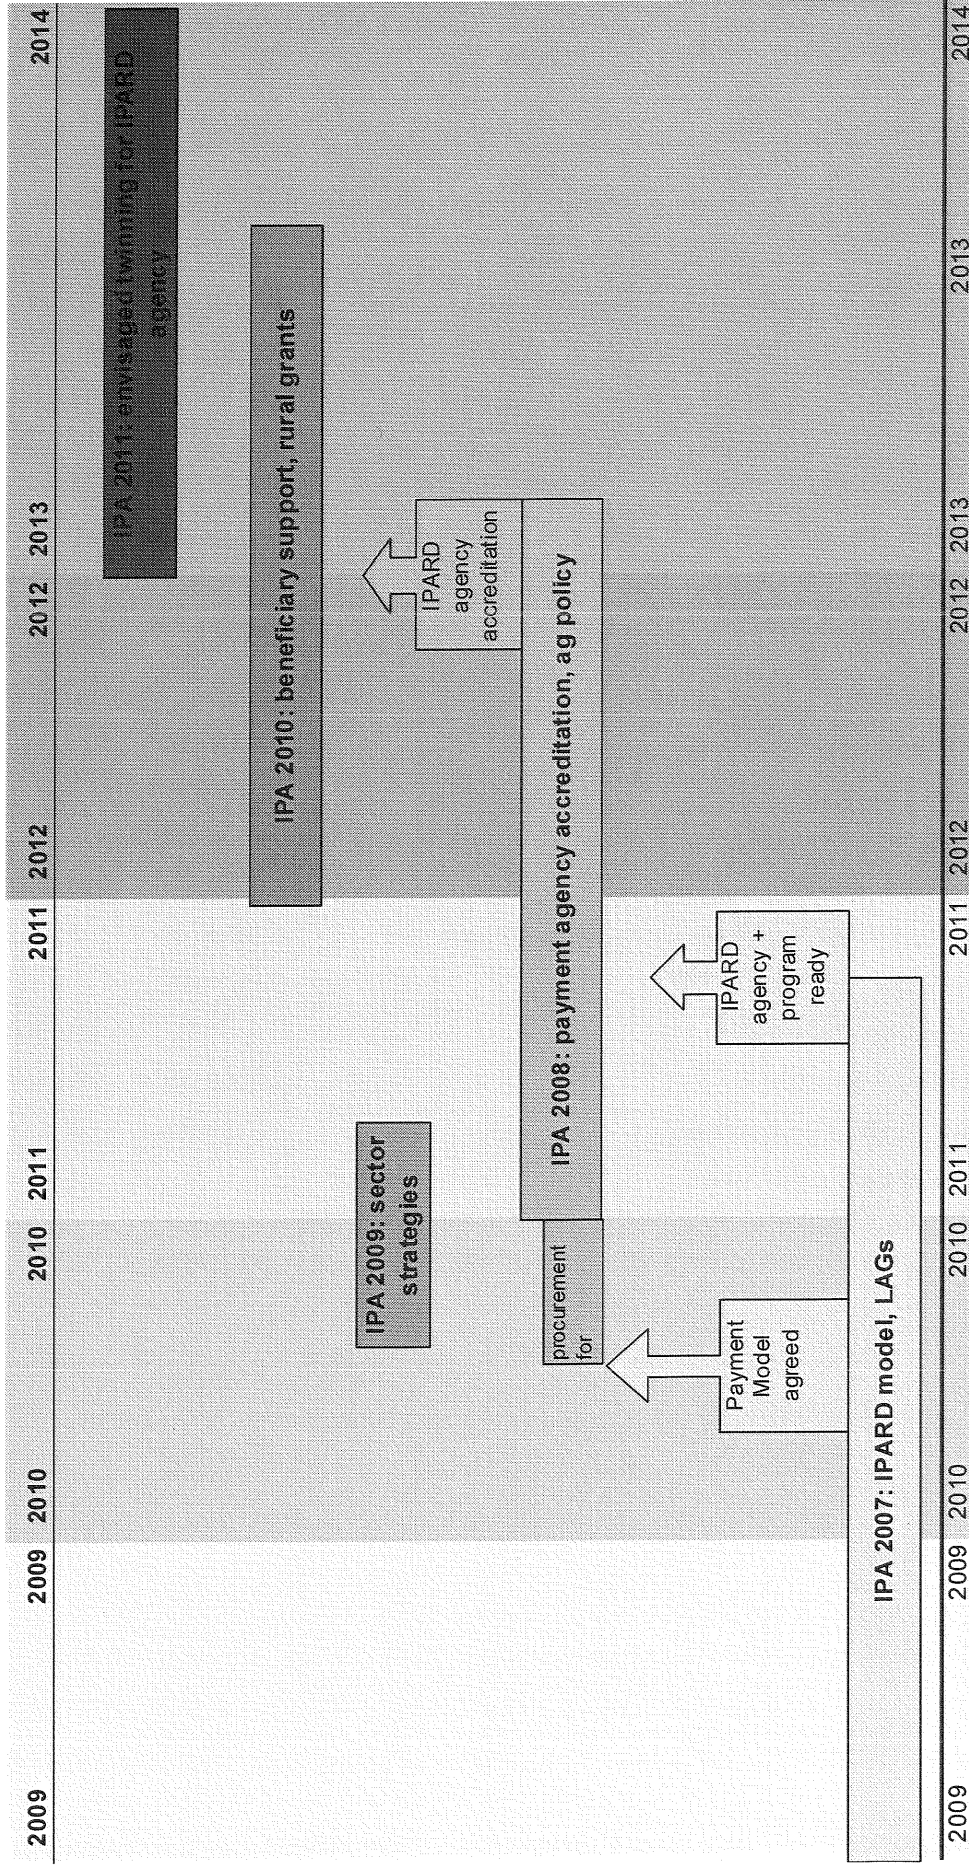 2009 2009 2010 2010 2011 2011 2012 2012 2013 2014
IPA 2011: envisaged twinning for IPARD
agency
IPA 2010: beneficiary support, rural grants
IPA 2009: sector
strategies
IPARD
agency
accreditation
procurement
for
IPA 2008: payment agency accreditation, ag policy
Payment
Model
agreed
IPARD
agency +
program
ready
IPA 2007: IPARD model, LAGs
2009 2009 2010 2010 2011 2011 2012 2012 2013 2013 2014